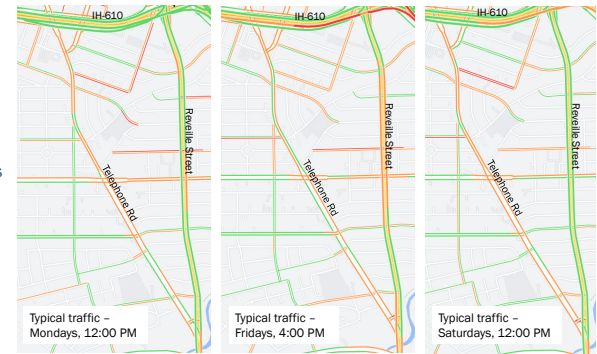 IH-610
Reveille Street
Telephone Rd
Typical traffic –
Mondays, 12:00 PM
IH-610
Reveille Street
Telephone Rd
Typical traffic –
Fridays, 4:00 PM
IH-610
Reveille Street
Telephone Rd
Typical traffic –
Saturdays, 12:00 PM